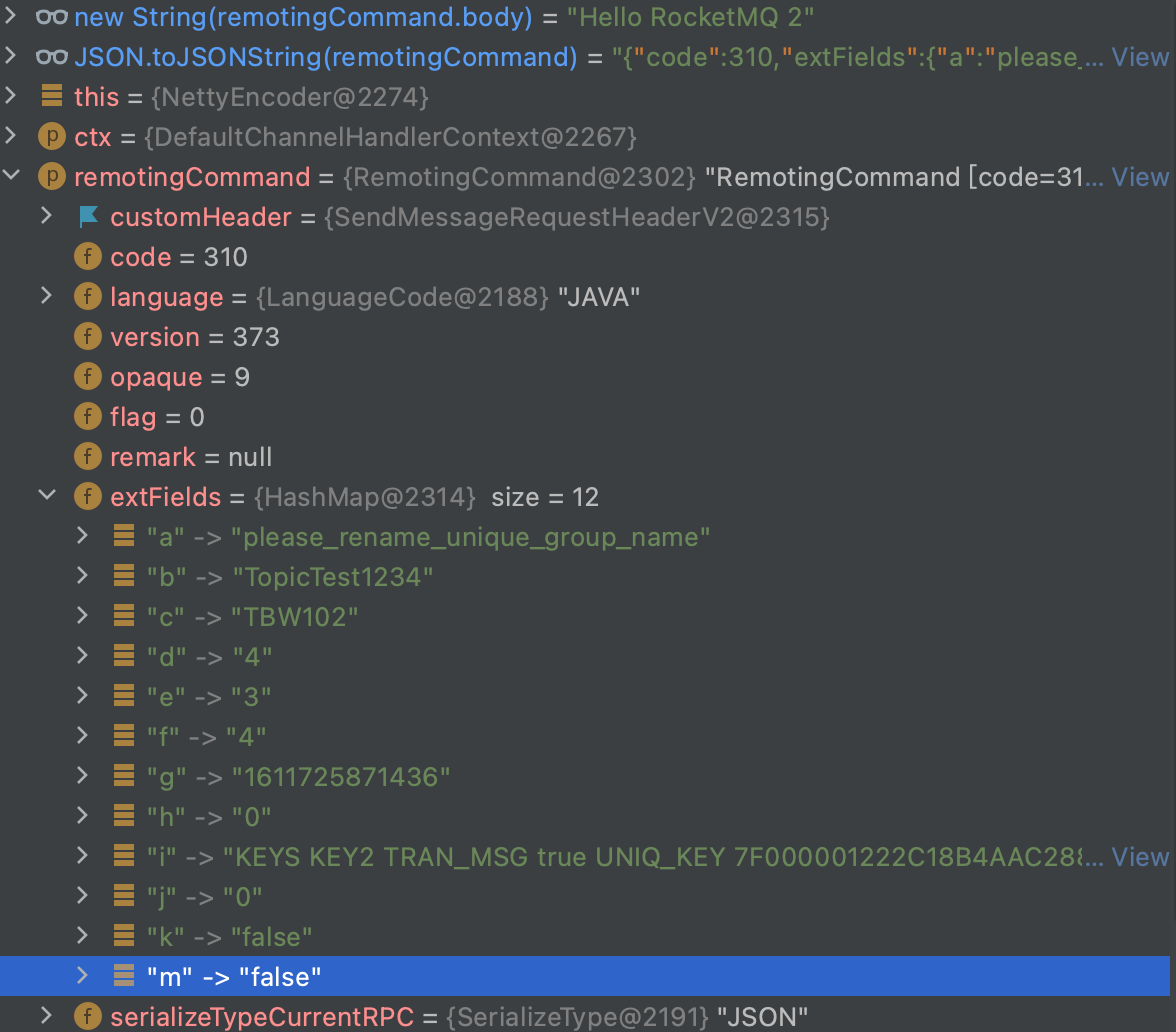 new String(remotingCommand.body) = "Hello RocketMQ 2"
JSON.toJSONString(remotingCommand) = "{"code":310,"extFields":{"a":"please_... View
this = {NettyEncoder@2274}
p ctx = {DefaultChannelHandlerContext@2267}
p remotingCommand = {RemotingCommand@2302} "RemotingCommand [code=31... View
customHeader = {SendMessageRequestHeaderV2@2315}
f code = 310
f language = {LanguageCode@2188} "JAVA"
f version = 373
f opaque = 9
f flag = 0
f remark = null
f extFields = {HashMap@2314} size = 12
"a" -> "please_rename_unique_group_name"
"b" -> "TopicTest1234"
"c" -> "TBW102"
"d" -> "4"
"e" -> "3"
"f" -> "4"
"g" -> "1611725871436"
"h" -> "0"
"i" -> "KEYS KEY2 TRAN_MSG true UNIQ_KEY 7F000001222C18B4AAC288... View
"j" -> "0"
"k" -> "false"
"m" -> "false"
f serializeTypeCurrentRPC = {SerializeType@2191} "JSON"